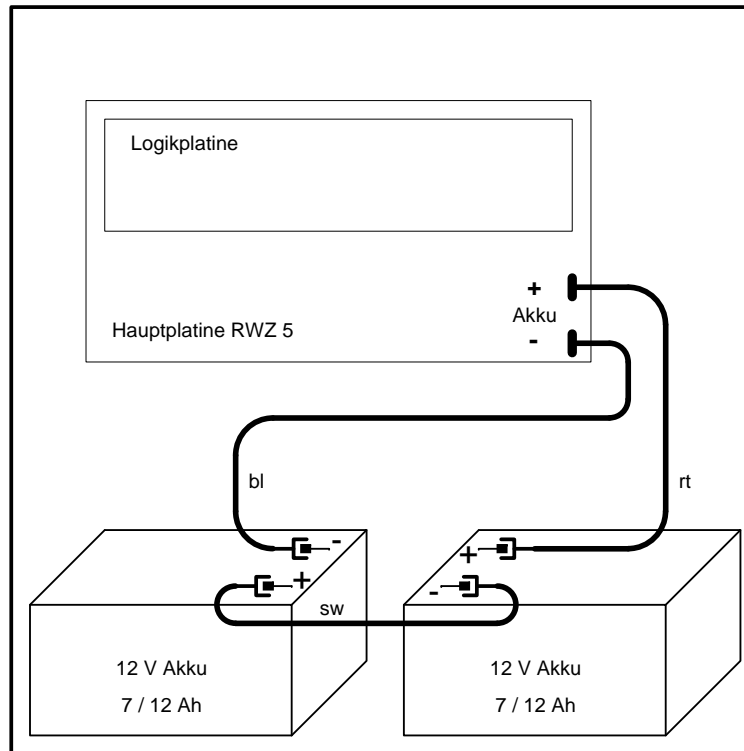 Logikplatine
+
Akku
Hauptplatine RWZ 5
-
bl
rt
-
+
+
-
sw
12 V Akku
7 / 12 Ah
12 V Akku
7 / 12 Ah